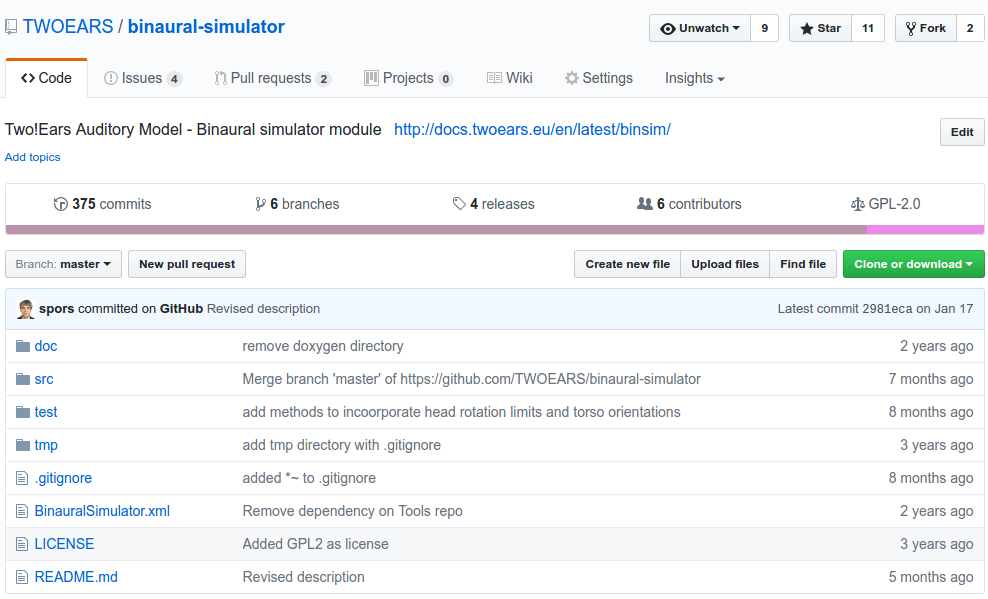 TWOEARS / binaural-simulator Unwatch 9 Star 11 Fork 2
Code Issues 4 Pull requests 2 Projects 0 Wiki Settings Insights
Two!Ears Auditory Model - Binaural simulator module http://docs.twoears.eu/en/latest/binsim/ Edit
Add topics
375 commits 6 branches 4 releases 6 contributors GPL-2.0
Branch: master New pull request Create new file Upload files Find file Clone or download
spors committed on GitHub Revised description Latest commit 2981eca on Jan 17
doc remove doxygen directory 2 years ago
src Merge branch 'master' of https://github.com/TWOEARS/binaural-simulator 7 months ago
test add methods to incoorporate head rotation limits and torso orientations 8 months ago
tmp add tmp directory with .gitignore 3 years ago
.gitignore added *~ to .gitignore 8 months ago
BinauralSimulator.xml Remove dependency on Tools repo 2 years ago
LICENSE Added GPL2 as license 3 years ago
README.md Revised description 5 months ago